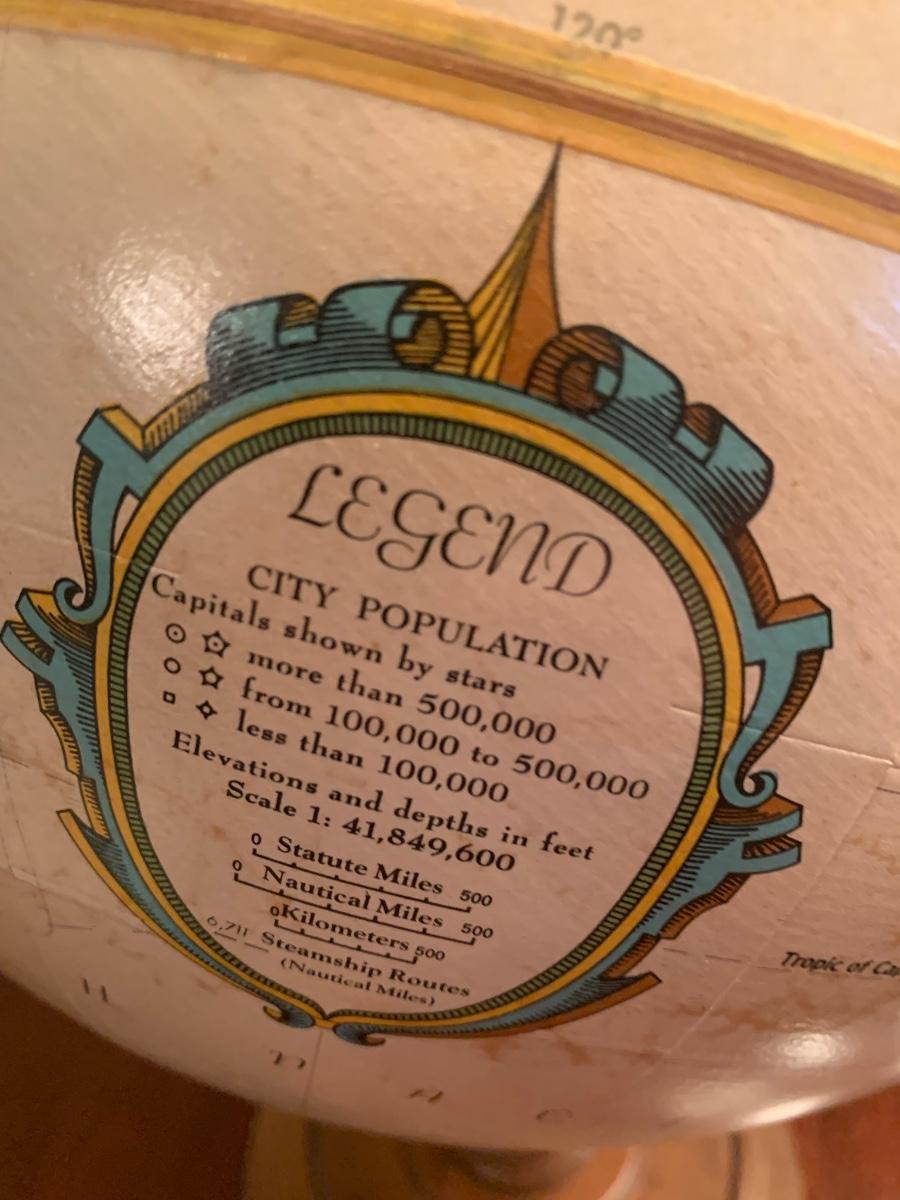 120°
LEGEND
CITY POPULATION
Capitals shown by stars
more than 500,000
from 100,000 to 500,000
less than 100,000
Elevations and depths in feet
Scale 1: 41,849,600
0 Statute Miles 500
0 Nautical Miles 500
0 Kilometers 500
6,711 Steamship Routes
(Nautical Miles)
Tropic of